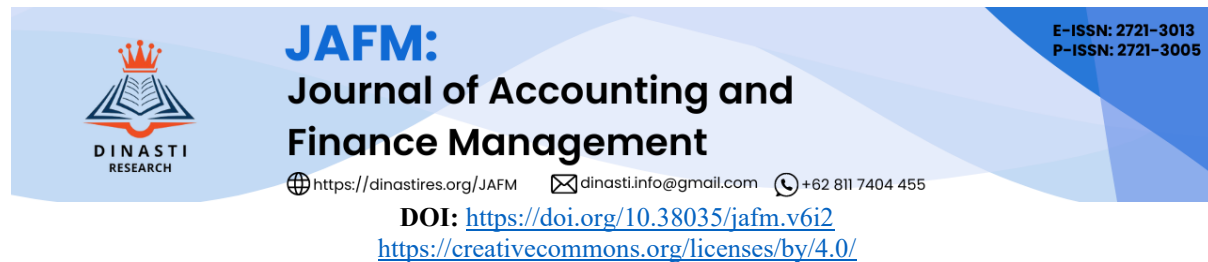 JAFM:
Journal of Accounting and
Finance Management
E-ISSN: 2721-3013
P-ISSN: 2721-3005
DINASTI
RESEARCH
https://dinastires.org/JAFM dinasti.info@gmail.com +62 811 7404 455
DOI: https://doi.org/10.38035/jafm.v6i2
https://creativecommons.org/licenses/by/4.0/